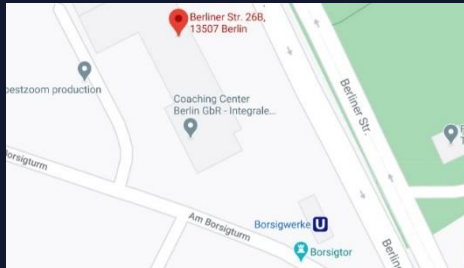 Berliner Str. 26B,
13507 Berlin
bestzoom production
Coaching Center
Berlin GbR - Integrale...
Berliner Str.
Borsigturm
Am Borsigturm
Borsigwerke U
Borsigtor